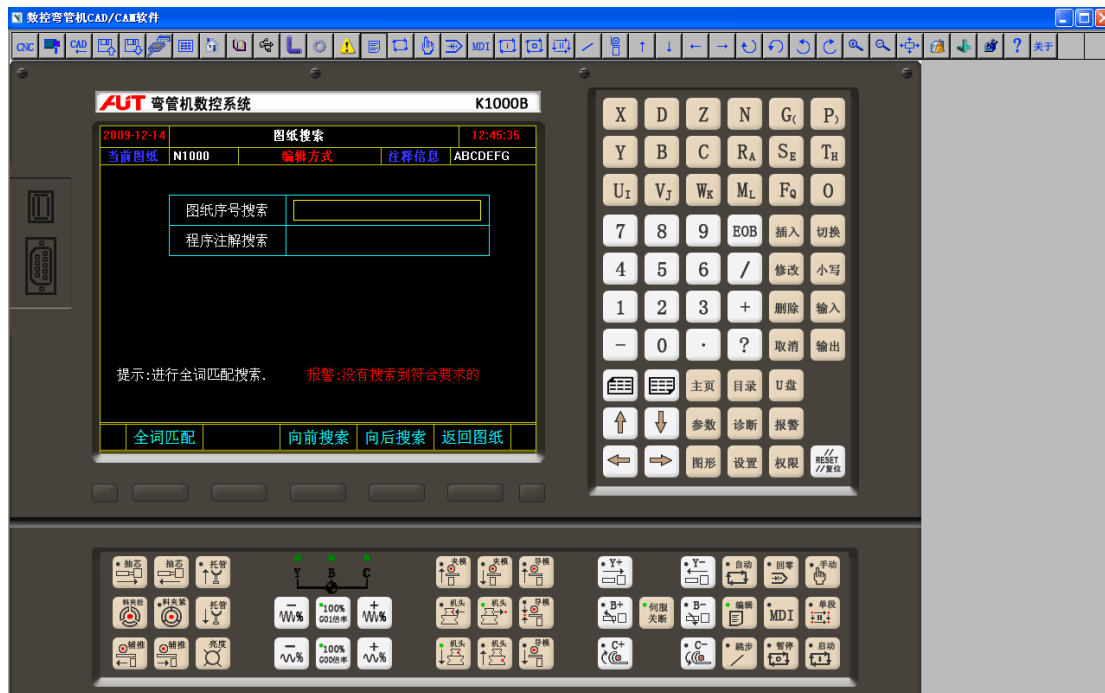 数控弯管机CAD/CAM软件
CNC CAD MDI ? 关于
AUT 弯管机数控系统 K1000B
2009-12-14 图纸搜索 12:45:35
当前图纸 N1000 编辑方式 注释信息 ABCDEFG
图纸序号搜索
程序注解搜索
提示:进行全词匹配搜索. 报警:没有搜索到符合要求的
全词匹配 向前搜索 向后搜索 返回图纸
X D Z N G( P)
Y B C RA SE TH
UI VJ WK ML FQ O
7 8 9 EOB 插入 切换
4 5 6 / 修改 小写
1 2 3 + 删除 输入
- 0 · ? 取消 输出
主页 目录 U盘
参数 诊断 报警
图形 设置 权限 // RESET //复位
抽芯 抽芯 托管 Y B C 夹模 夹模 导模 Y+ Y- 自动 回零 手动
料夹松 料夹紧 托管 -% 100% G01倍率 +% 机头 机头 导模 B+ 伺服关断 B- 编辑 MDI 单段
辅推 辅推 亮度 -% 100% G00倍率 +% 机头 机头 导模 C+ C- 跳步 暂停 启动